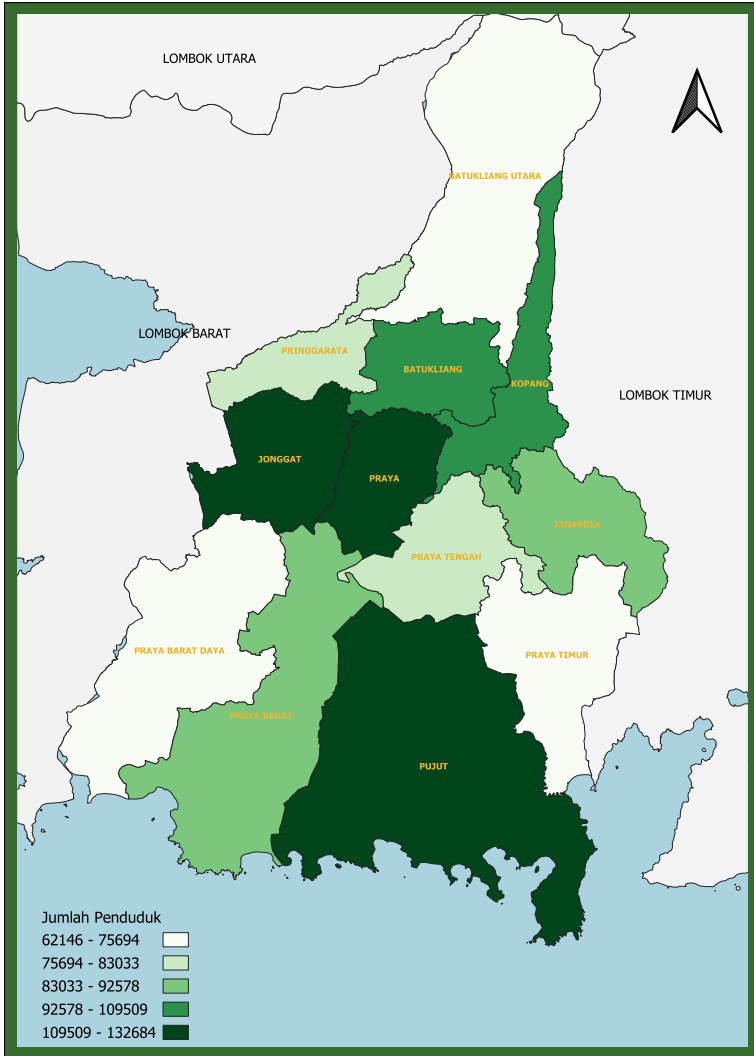 LOMBOK UTARA
BATUKLIANG UTARA
LOMBOK BARAT
PRINGGARATA
BATUKLIANG
KOPANG
LOMBOK TIMUR
JONGGAT
PRAYA
JANAPRIA
PRAYA TENGAH
PRAYA BARAT DAYA
PRAYA TIMUR
PRAYA BARAT
PUJUT
Jumlah Penduduk
62146 - 75694
75694 - 83033
83033 - 92578
92578 - 109509
109509 - 132684